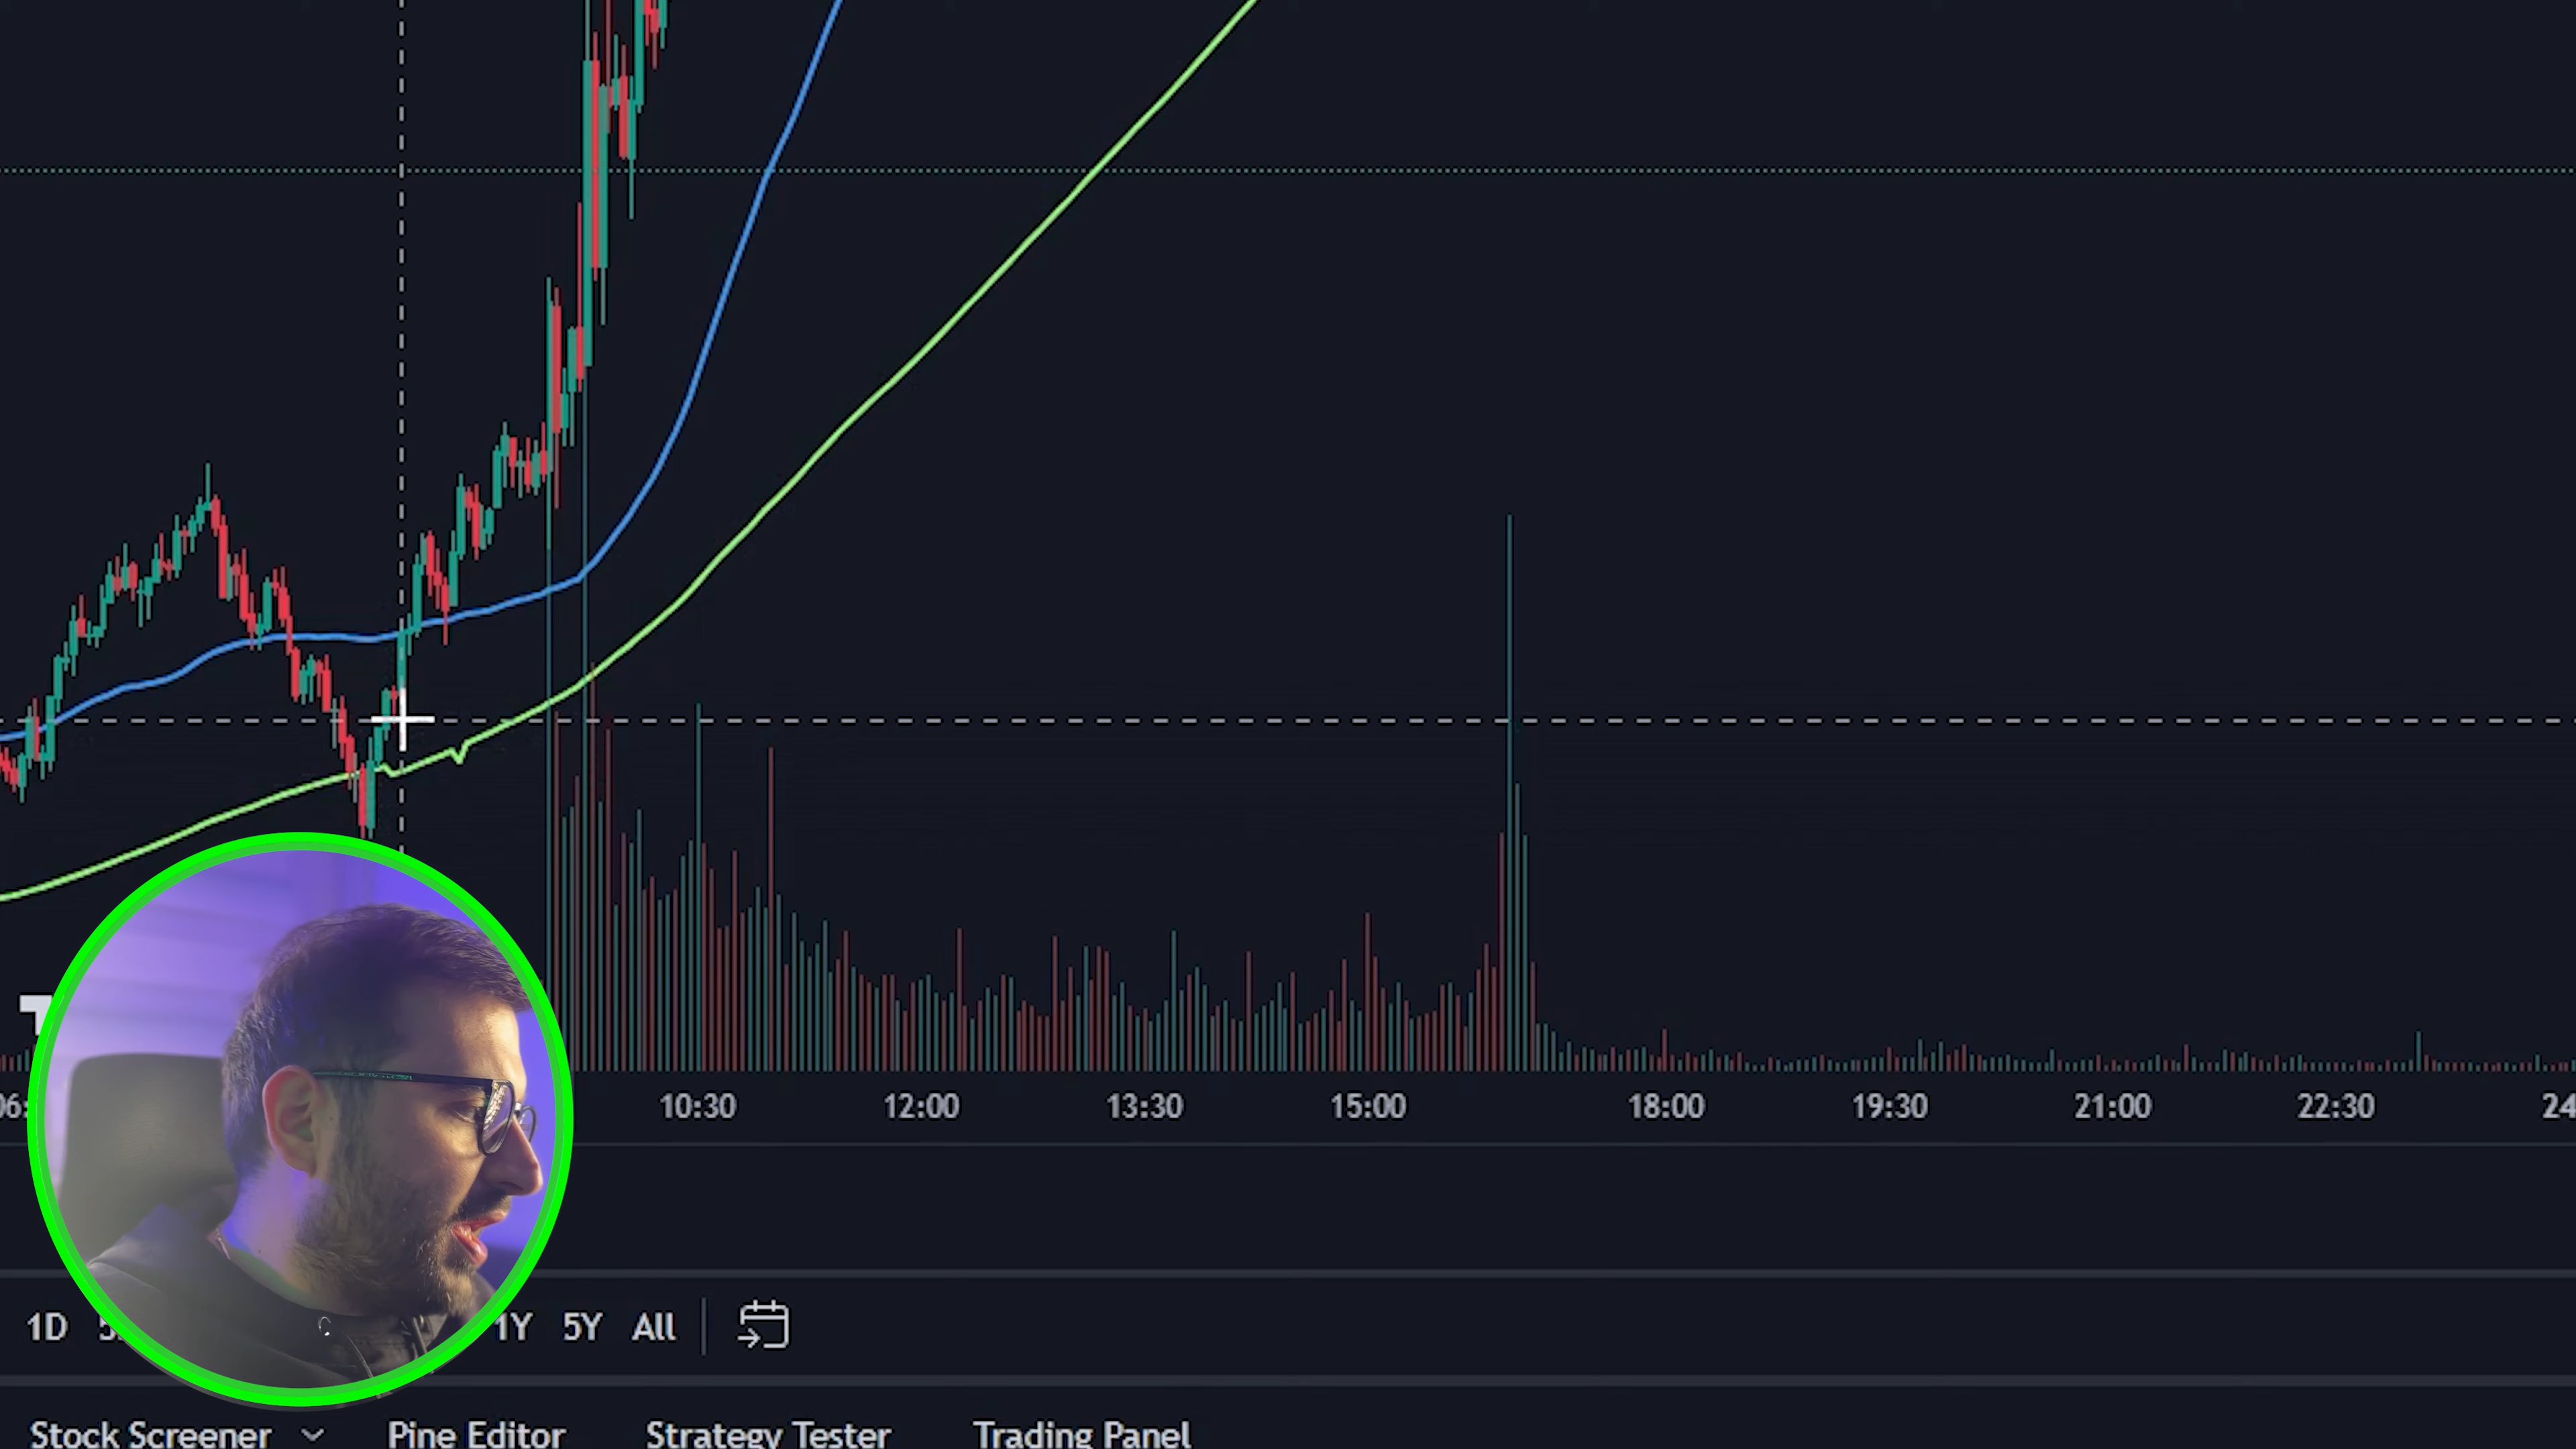 10:30 12:00 13:30 15:00 18:00 19:30 21:00 22:30 24
1D 1Y 5Y All
Stock Screener Pine Editor Strategy Tester Trading Panel